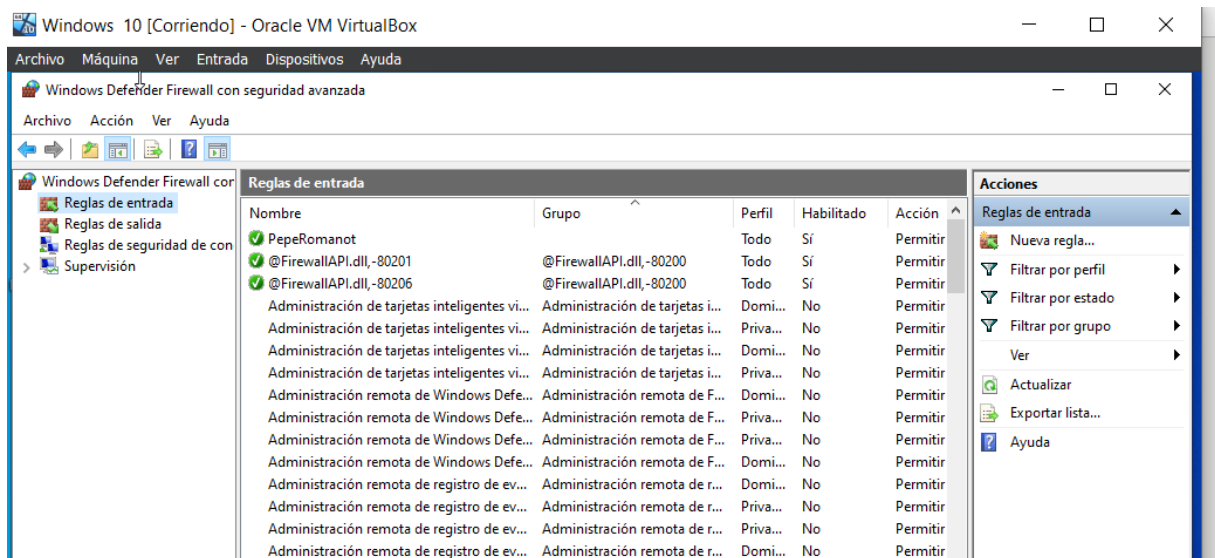 Windows 10 [Corriendo] - Oracle VM VirtualBox
Archivo Máquina Ver Entrada Dispositivos Ayuda
Windows Defender Firewall con seguridad avanzada
Archivo Acción Ver Ayuda
Windows Defender Firewall con
Reglas de entrada
Reglas de salida
Reglas de seguridad de con
Supervisión
Reglas de entrada
Nombre Grupo Perfil Habilitado Acción
PepeRomanot Todo Sí Permitir
@FirewallAPI.dll,-80201 @FirewallAPI.dll,-80200 Todo Sí Permitir
@FirewallAPI.dll,-80206 @FirewallAPI.dll,-80200 Todo Sí Permitir
Administración de tarjetas inteligentes vi... Administración de tarjetas i... Domi... No Permitir
Administración de tarjetas inteligentes vi... Administración de tarjetas i... Priva... No Permitir
Administración de tarjetas inteligentes vi... Administración de tarjetas i... Domi... No Permitir
Administración de tarjetas inteligentes vi... Administración de tarjetas i... Priva... No Permitir
Administración remota de Windows Defe... Administración remota de F... Domi... No Permitir
Administración remota de Windows Defe... Administración remota de F... Priva... No Permitir
Administración remota de Windows Defe... Administración remota de F... Priva... No Permitir
Administración remota de Windows Defe... Administración remota de F... Domi... No Permitir
Administración remota de registro de ev... Administración remota de r... Domi... No Permitir
Administración remota de registro de ev... Administración remota de r... Priva... No Permitir
Administración remota de registro de ev... Administración remota de r... Priva... No Permitir
Administración remota de registro de ev... Administración remota de r... Domi... No Permitir
Acciones
Reglas de entrada
Nueva regla...
Filtrar por perfil
Filtrar por estado
Filtrar por grupo
Ver
Actualizar
Exportar lista...
Ayuda